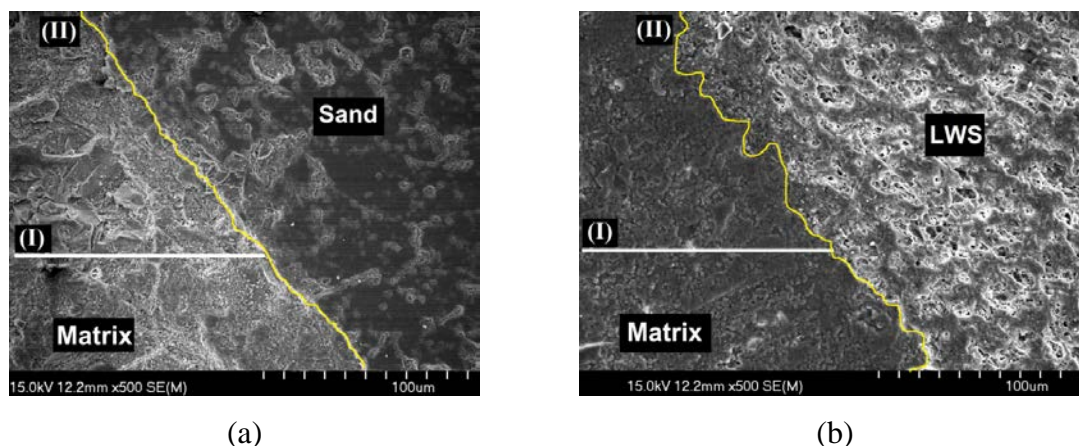 (II)
Sand
(I)
Matrix
15.0kV 12.2mm x500 SE(M)
100um
(a)
(II)
LWS
(I)
Matrix
15.0kV 12.2mm x500 SE(M)
100um
(b)